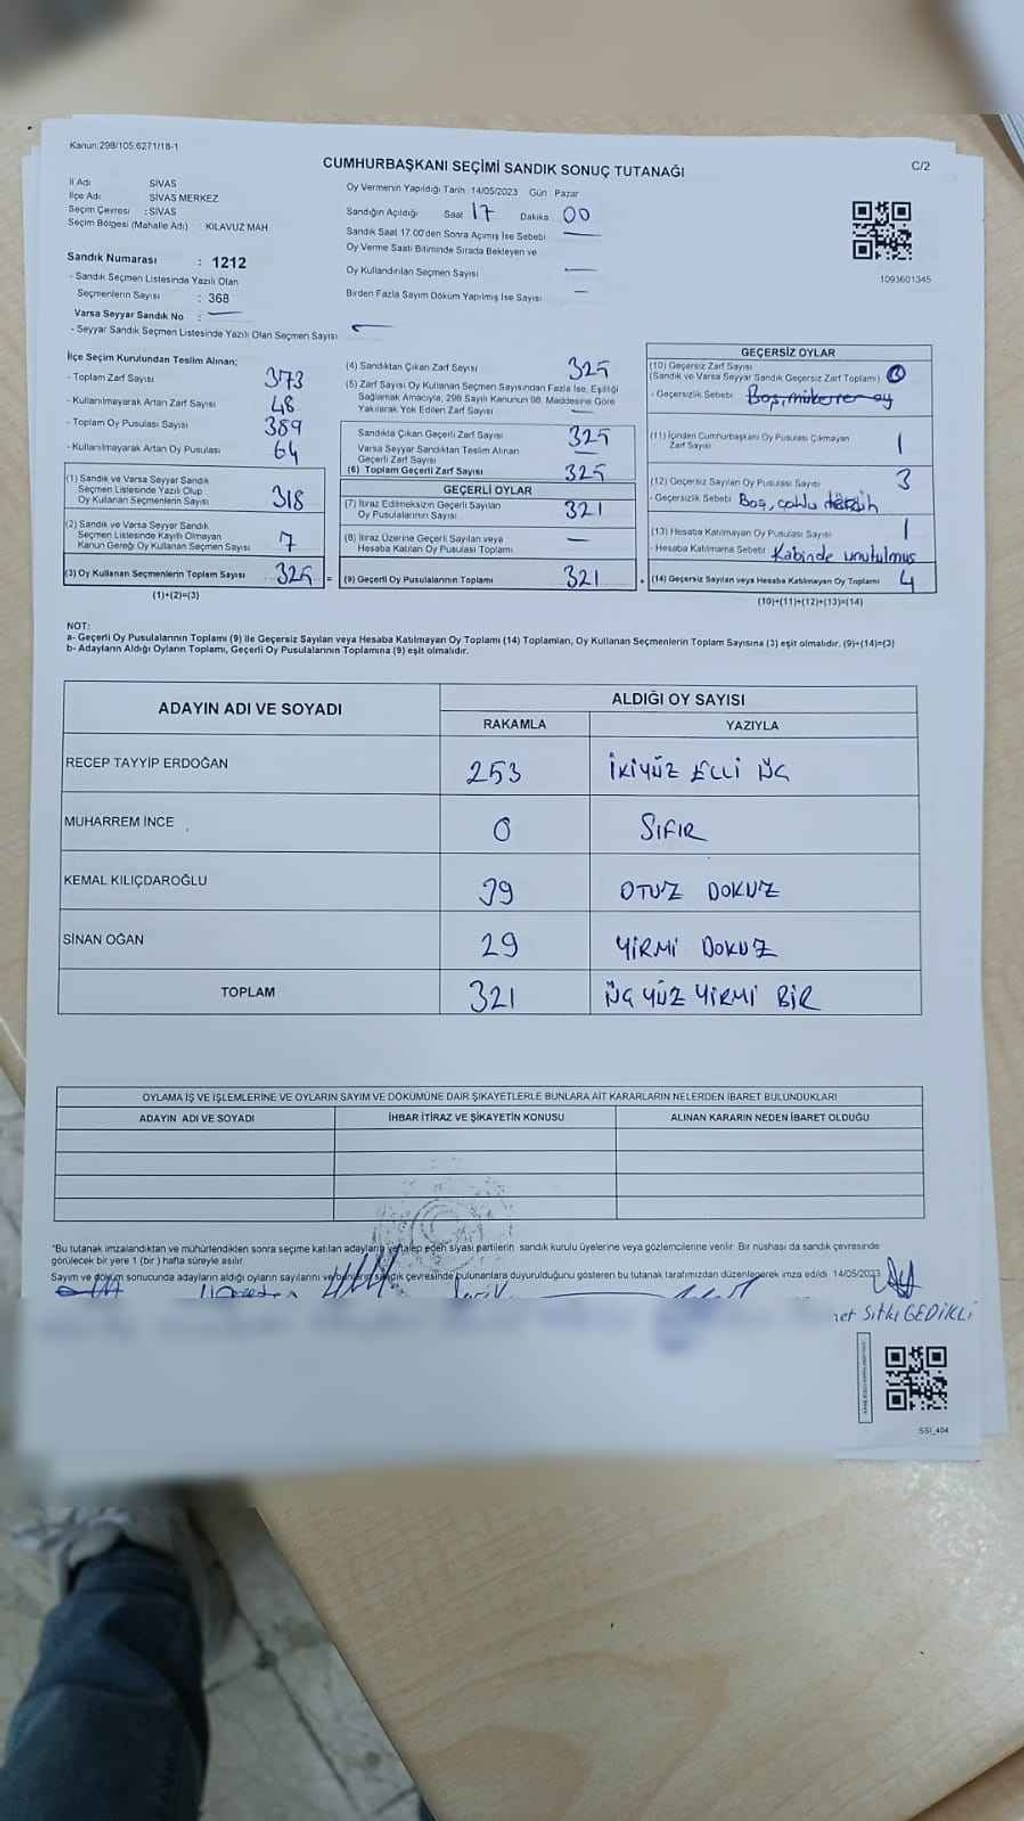 Kanun:298/105,6271/18-1
CUMHURBAŞKANI SEÇİMİ SANDIK SONUÇ TUTANAĞI
C/2
İl Adı SİVAS
İlçe Adı SİVAS MERKEZ
Seçim Çevresi : SİVAS
Seçim Bölgesi (Mahalle Adı) KILAVUZ MAH
Sandık Numarası : 1212
- Sandık Seçmen Listesinde Yazılı Olan
Seçmenlerin Sayısı : 368
Varsa Seyyar Sandık No :
- Seyyar Sandık Seçmen Listesinde Yazılı Olan Seçmen Sayısı
Oy Vermenin Yapıldığı Tarih 14/05/2023 Gün Pazar
Sandığın Açıldığı Saat 17 Dakika 00
Sandık Saat 17.00'den Sonra Açımış İse Sebebi
Oy Verme Saati Bitiminde Sırada Bekleyen ve
Oy Kullandırılan Seçmen Sayısı
Birden Fazla Sayım Döküm Yapılmış İse Sayısı
1093601345
İlçe Seçim Kurulundan Teslim Alınan;
- Toplam Zarf Sayısı 373
- Kullanılmayarak Artan Zarf Sayısı 48
- Toplam Oy Pusulası Sayısı 389
- Kullanılmayarak Artan Oy Pusulası 64
(1) Sandık ve Varsa Seyyar Sandık
Seçmen Listesinde Yazılı Olup
Oy Kullanan Seçmenlerin Sayısı 318
(2) Sandık ve Varsa Seyyar Sandık
Seçmen Listesinde Kayıtlı Olmayan
Kanun Gereği Oy Kullanan Seçmen Sayısı 7
(3) Oy Kullanan Seçmenlerin Toplam Sayısı 325 =
(1)+(2)=(3)
(4) Sandıktan Çıkan Zarf Sayısı 325
(5) Zarf Sayısı Oy Kullanan Seçmen Sayısından Fazla İse, Eşitliği
Sağlamak Amacıyla, 298 Sayılı Kanunun 98. Maddesine Göre
Yakılarak Yok Edilen Zarf Sayısı
Sandıkta Çıkan Geçerli Zarf Sayısı 325
Varsa Seyyar Sandıktan Teslim Alınan
Geçerli Zarf Sayısı
(6) Toplam Geçerli Zarf Sayısı 325
GEÇERLİ OYLAR
(7) İtiraz Edilmeksizin Geçerli Sayılan
Oy Pusulalarının Sayısı 321
(8) İtiraz Üzerine Geçerli Sayılan veya
Hesaba Katılan Oy Pusulası Toplamı
(9) Geçerli Oy Pusulalarının Toplamı 321
GEÇERSİZ OYLAR
(10) Geçersiz Zarf Sayısı
(Sandık ve Varsa Seyyar Sandık Geçersiz Zarf Toplamı)
- Geçersizlik Sebebi Boş, mükerrer oy
(11) İçinden Cumhurbaşkanı Oy Pusulası Çıkmayan
Zarf Sayısı 1
(12) Geçersiz Sayılan Oy Pusulası Sayısı 3
- Geçersizlik Sebebi Boş, çoklu tercih
(13) Hesaba Katılmayan Oy Pusulası Sayısı 1
- Hesaba Katılmama Sebebi Kabinde unutulmuş
(14) Geçersiz Sayılan veya Hesaba Katılmayan Oy Toplamı 4
(10)+(11)+(12)+(13)=(14)
NOT:
a- Geçerli Oy Pusulalarının Toplamı (9) ile Geçersiz Sayılan veya Hesaba Katılmayan Oy Toplamı (14) Toplamları, Oy Kullanan Seçmenlerin Toplam Sayısına (3) eşit olmalıdır. (9)+(14)=(3)
b- Adayların Aldığı Oyların Toplamı, Geçerli Oy Pusulalarının Toplamına (9) eşit olmalıdır.
ADAYIN ADI VE SOYADI ALDIĞI OY SAYISI
RAKAMLA YAZIYLA
RECEP TAYYİP ERDOĞAN 253 İKİYÜZ ELLİ ÜÇ
MUHARREM İNCE 0 SIFIR
KEMAL KILIÇDAROĞLU 39 OTUZ DOKUZ
SİNAN OĞAN 29 YİRMİ DOKUZ
TOPLAM 321 ÜÇ YÜZ YİRMİ BİR
OYLAMA İŞ VE İŞLEMLERİNE VE OYLARIN SAYIM VE DÖKÜMÜNE DAİR ŞİKAYETLERLE BUNLARA AİT KARARLARIN NELERDEN İBARET BULUNDUKLARI
ADAYIN ADI VE SOYADI İHBAR İTİRAZ VE ŞİKAYETİN KONUSU ALINAN KARARIN NEDEN İBARET OLDUĞU
*Bu tutanak imzalandıktan ve mühürlendikten sonra seçime katılan adayların ve talep eden siyasi partilerin sandık kurulu üyelerine veya gözlemcilerine verilir. Bir nüshası da sandık çevresinde
görülecek bir yere 1 (bir) hafta süreyle asılır.
Sayım ve döküm sonucunda adayların aldığı oyların sayılarını ve bunların sandık çevresinde bulunanlara duyurulduğunu gösteren bu tutanak tarafımızdan düzenlenerek imza edildi. 14/05/2023
Sıtkı GEDİKLİ
SSI_404